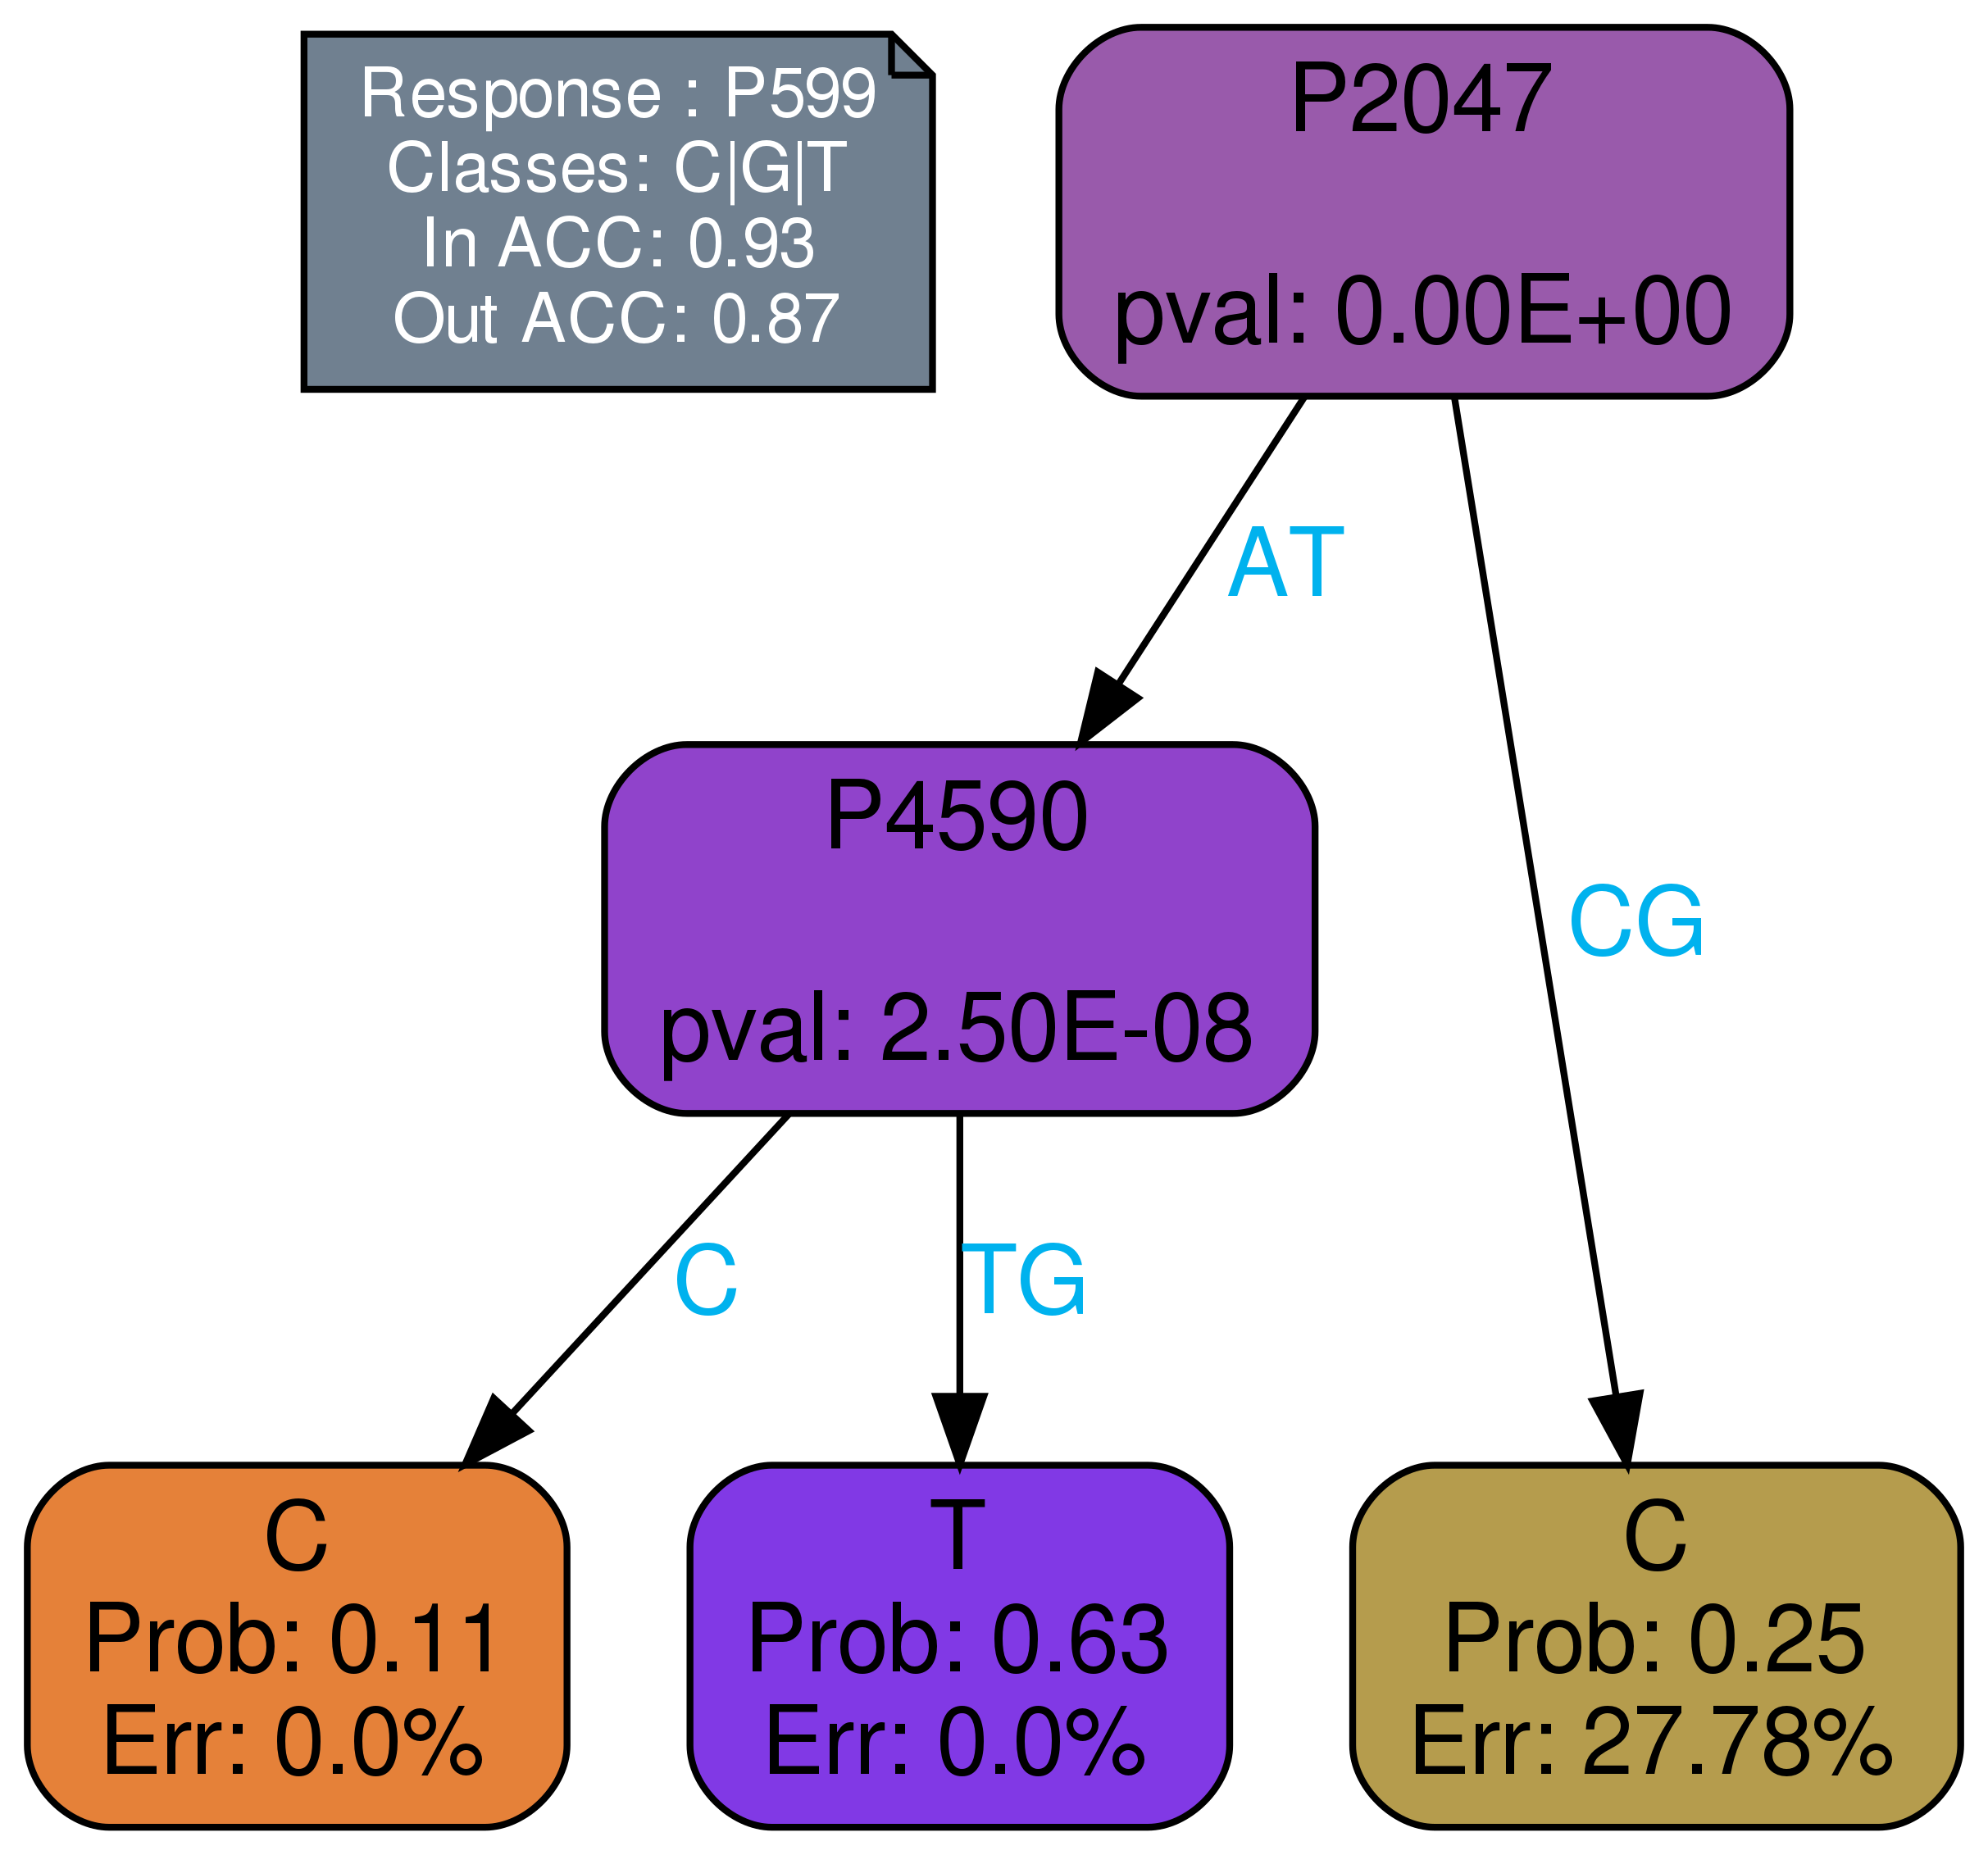 Response : P599
Classes: C|G|T
In ACC: 0.93
Out ACC: 0.87
P2047
pval: 0.00E+00
AT
CG
P4590
pval: 2.50E-08
C
TG
C
Prob: 0.11
Err: 0.0%
T
Prob: 0.63
Err: 0.0%
C
Prob: 0.25
Err: 27.78%